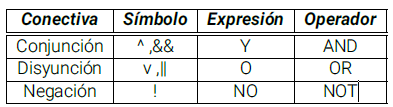 Conectiva Símbolo Expresión Operador
Conjunción ^ ,&& Y AND
Disyunción v ,|| O OR
Negación ! NO NOT